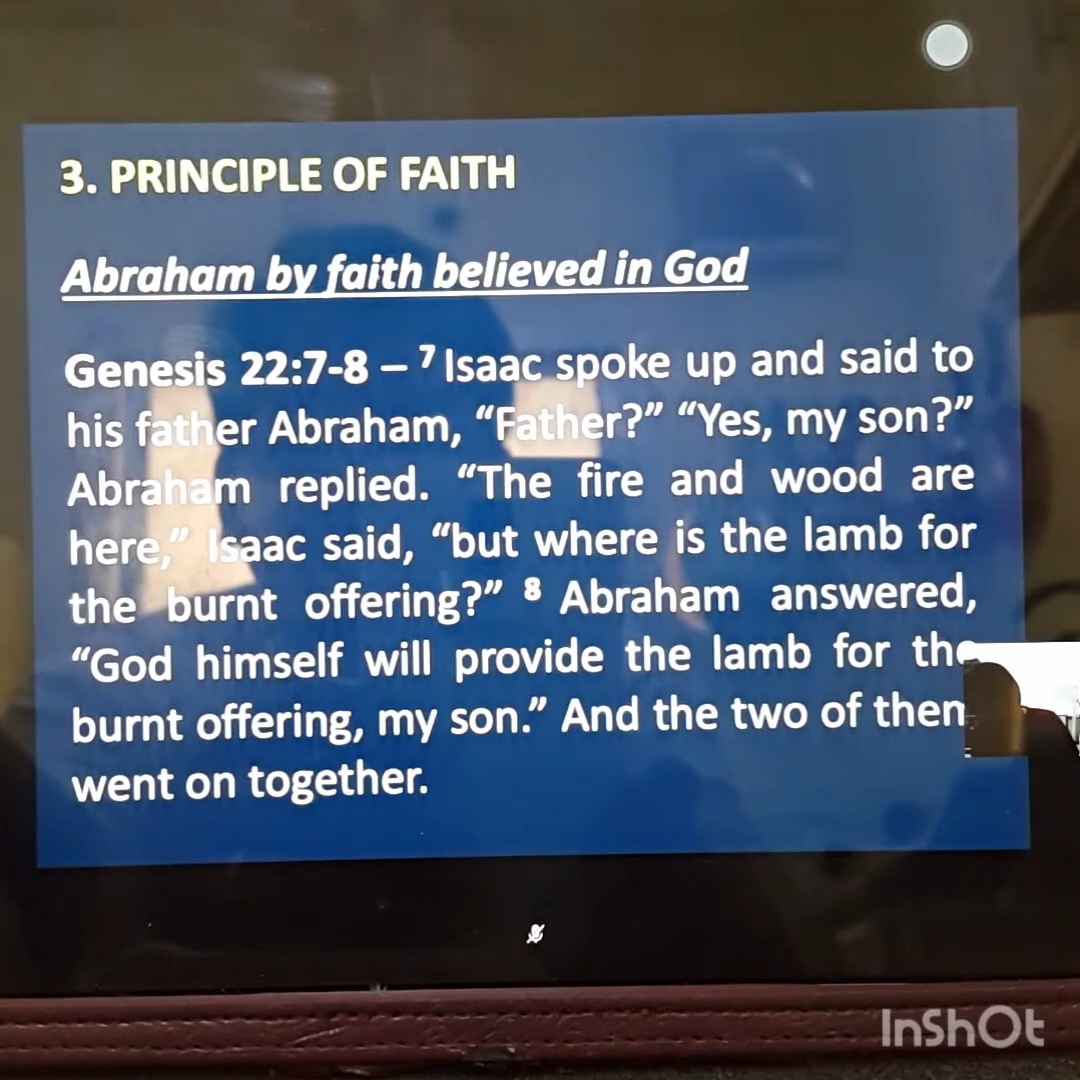 3. PRINCIPLE OF FAITH
Abraham by faith believed in God
Genesis 22:7-8 – 7 Isaac spoke up and said to
his father Abraham, “Father?” “Yes, my son?”
Abraham replied. “The fire and wood are
here,” Isaac said, “but where is the lamb for
the burnt offering?” 8 Abraham answered,
“God himself will provide the lamb for the
burnt offering, my son.” And the two of them
went on together.
InShOt